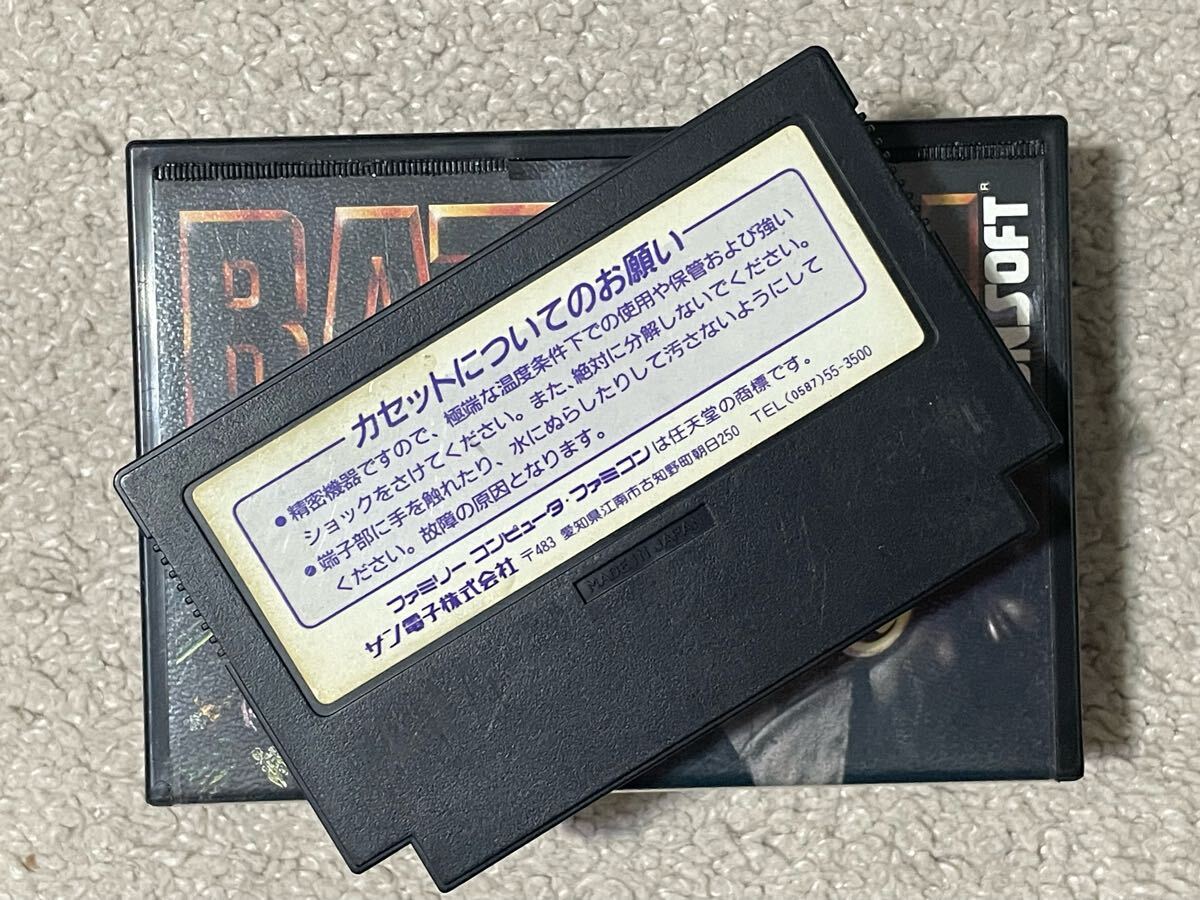 カセットについてのお願い
● 精密機器ですので、極端な温度条件下での使用や保管および強い
ショックをさけてください。また、絶対に分解しないでください。
● 端子部に手を触れたり、水にぬらしたりして汚さないようにして
ください。故障の原因となります。
ファミリー コンピュータ・ファミコンは任天堂の商標です。
サン電子株式会社 〒483 愛知県江南市古知野町朝日250 TEL(0587)55-3500
MADE IN JAPAN